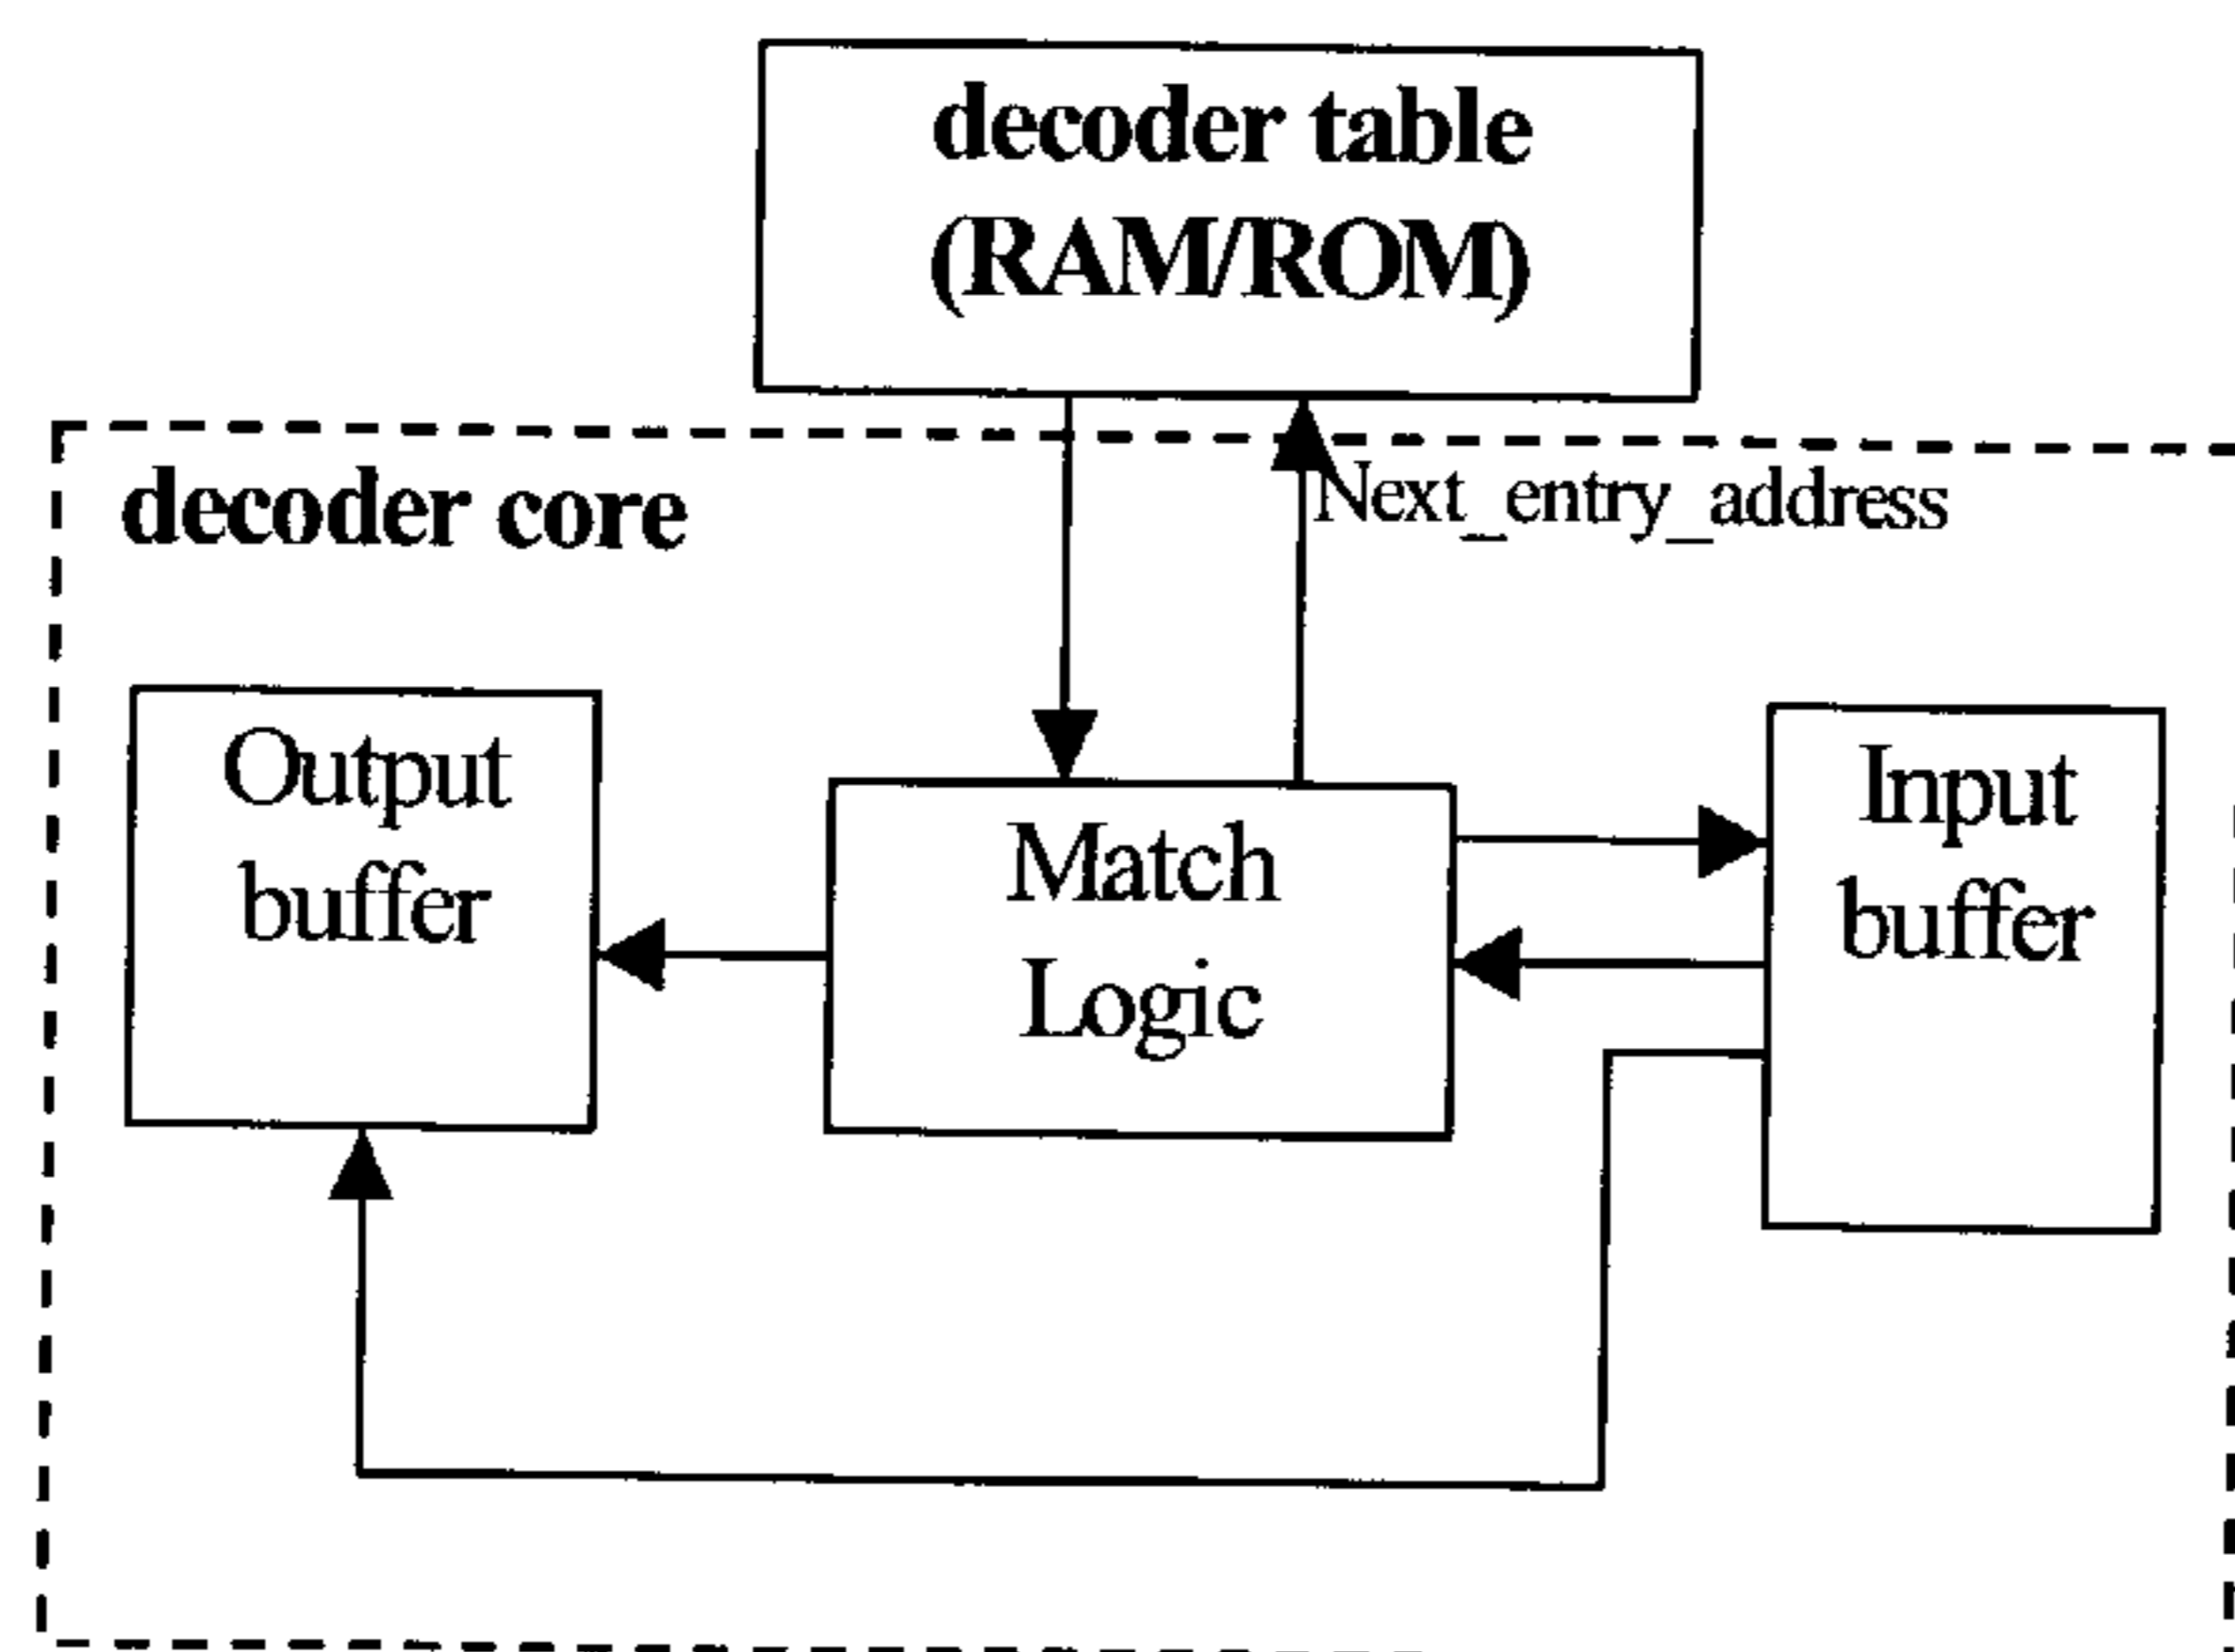 decoder table
(RAM/ROM)
decoder core
Next_entry_address
Output
buffer
Match
Logic
Input
buffer